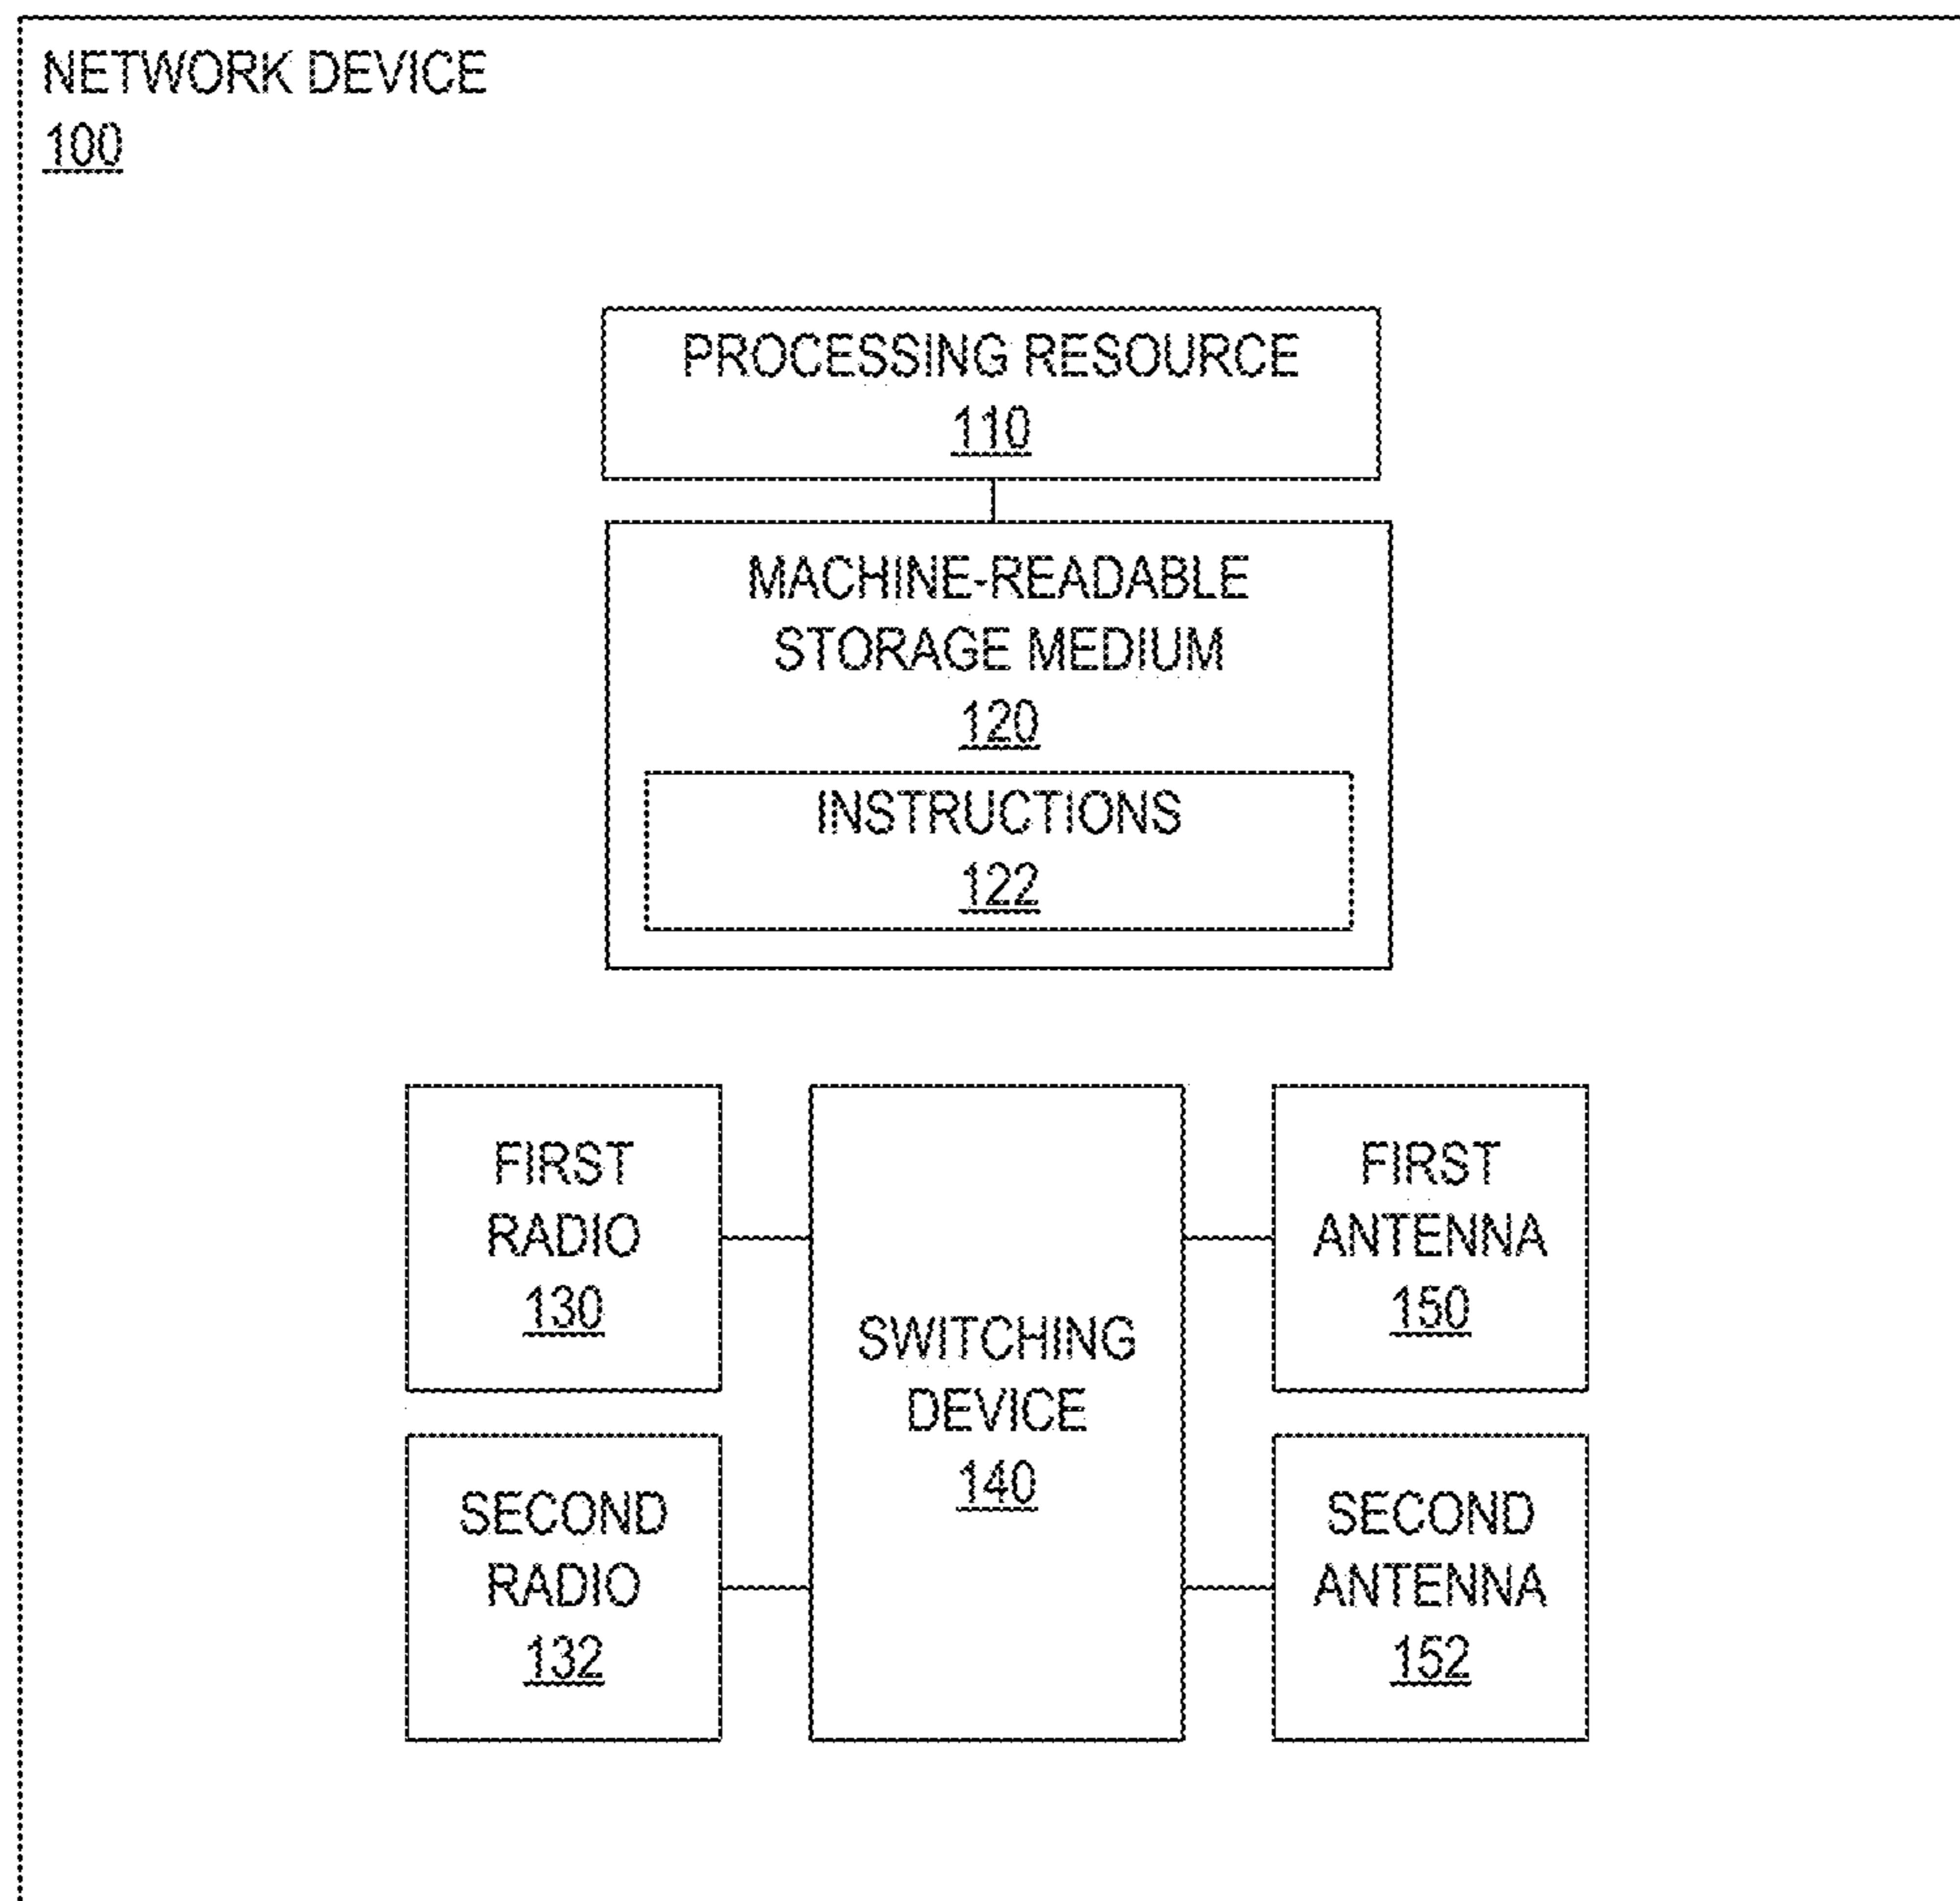 NETWORK DEVICE
100
PROCESSING RESOURCE
110
MACHINE-READABLE
STORAGE MEDIUM
120
INSTRUCTIONS
122
FIRST
RADIO
130
SECOND
RADIO
132
SWITCHING
DEVICE
140
FIRST
ANTENNA
150
SECOND
ANTENNA
152